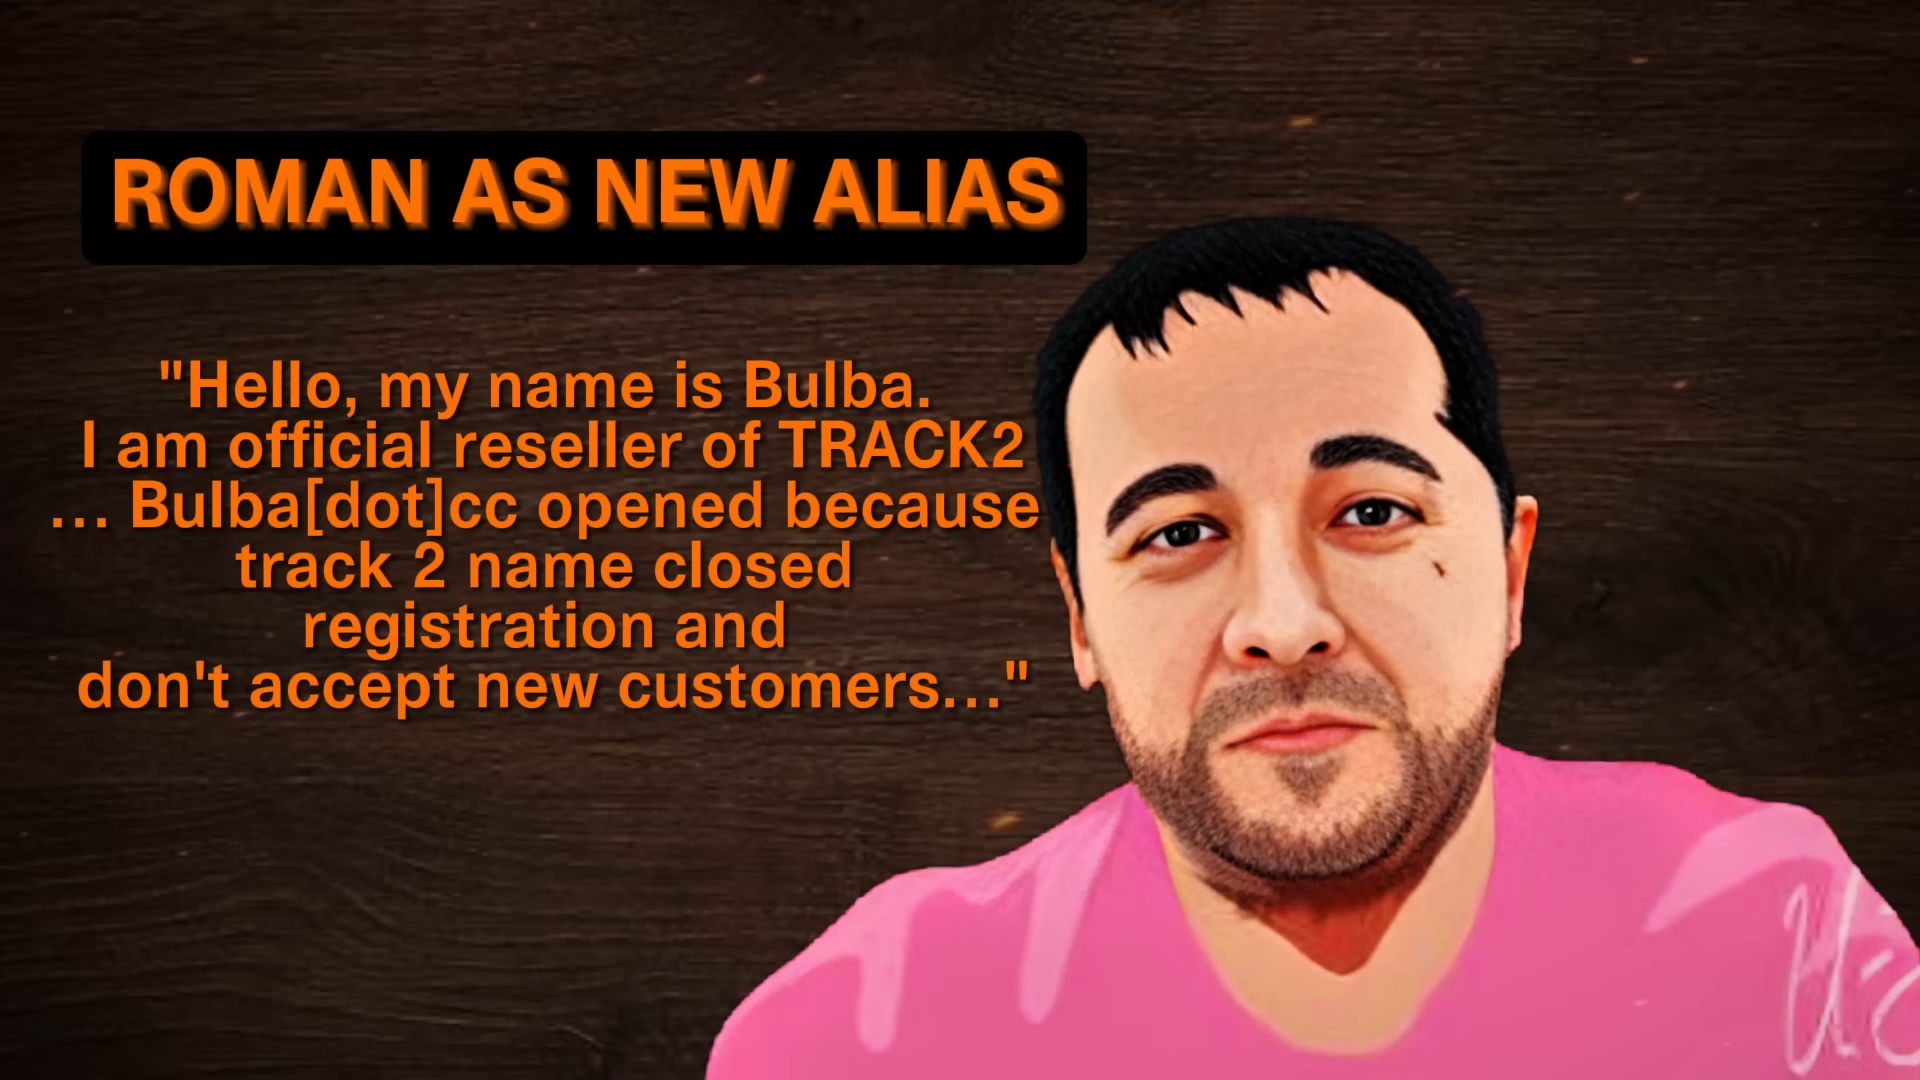 ROMAN AS NEW ALIAS
"Hello, my name is Bulba.
I am official reseller of TRACK2
... Bulba[dot]cc opened because
track 2 name closed
registration and
don't accept new customers..."